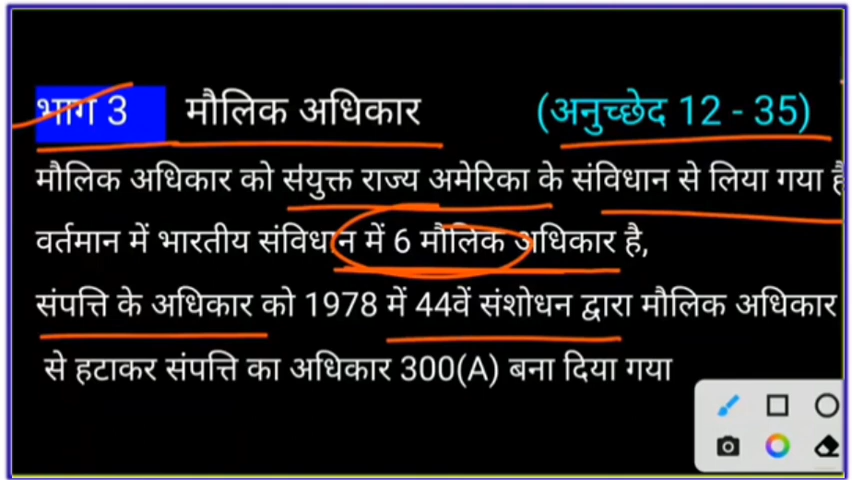 भाग 3 मौलिक अधिकार (अनुच्छेद 12 - 35)
मौलिक अधिकार को संयुक्त राज्य अमेरिका के संविधान से लिया गया है
वर्तमान में भारतीय संविधान में 6 मौलिक अधिकार है,
संपत्ति के अधिकार को 1978 में 44वें संशोधन द्वारा मौलिक अधिकार
से हटाकर संपत्ति का अधिकार 300(A) बना दिया गया